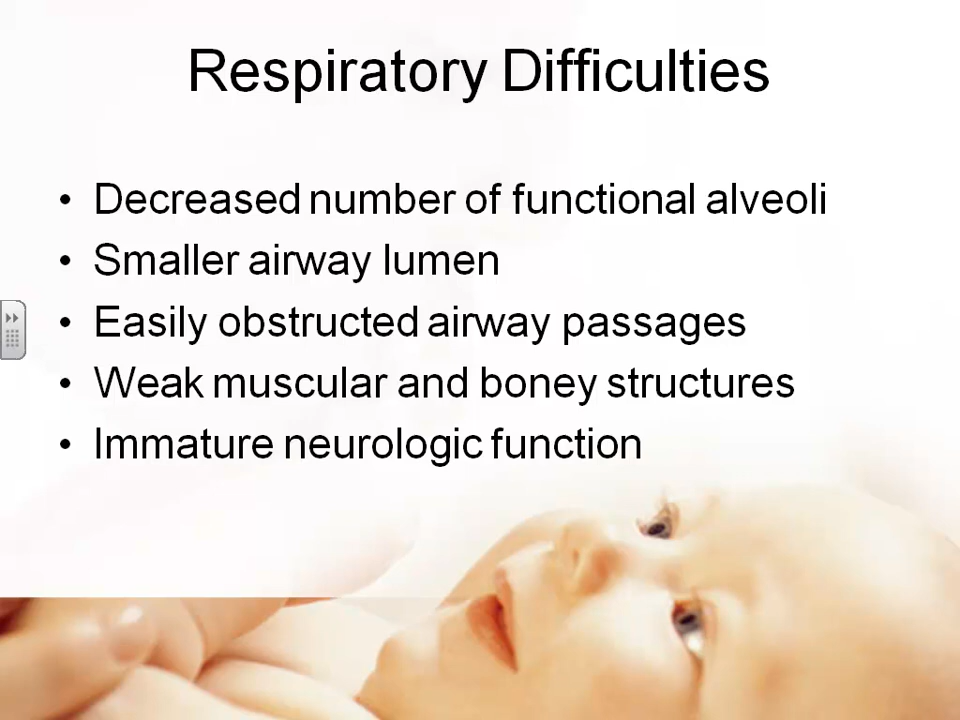 Respiratory Difficulties
• Decreased number of functional alveoli
• Smaller airway lumen
• Easily obstructed airway passages
• Weak muscular and boney structures
• Immature neurologic function